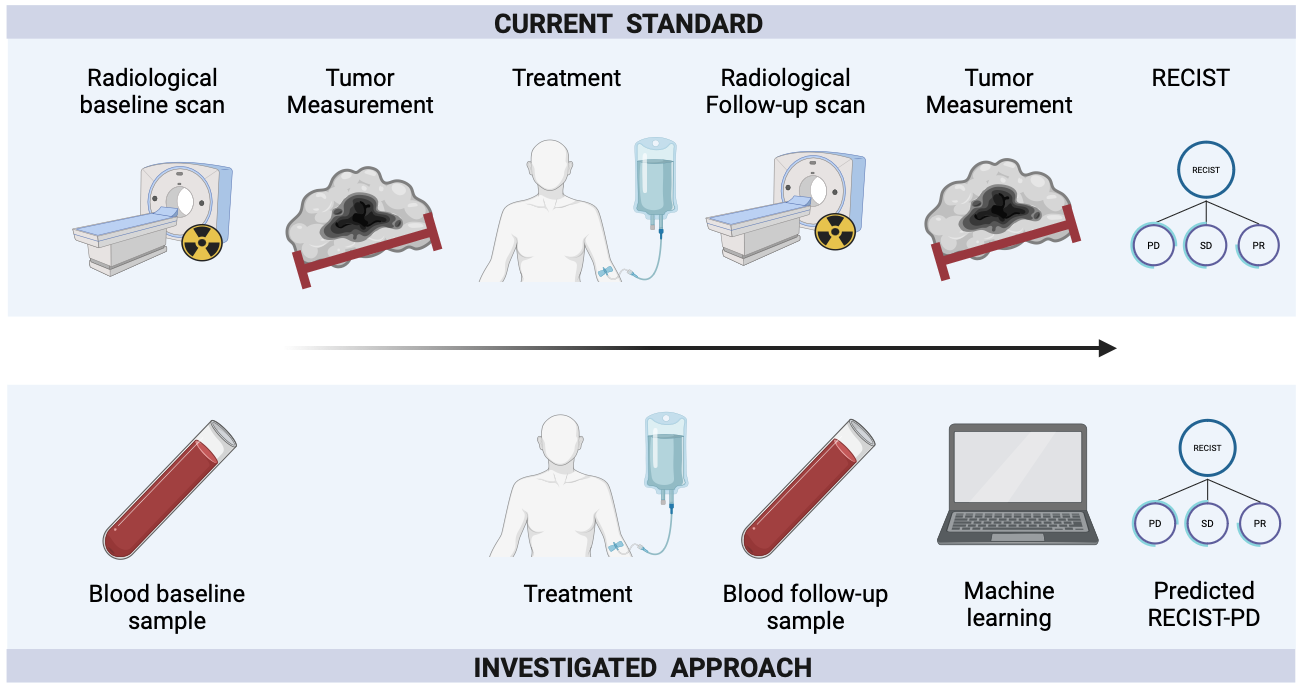 CURRENT STANDARD
Radiological
baseline scan
Tumor
Measurement
Treatment
Radiological
Follow-up scan
Tumor
Measurement
RECIST
RECIST
PD
SD
PR
RECIST
PD
SD
PR
Blood baseline
sample
Treatment
Blood follow-up
sample
Machine
learning
Predicted
RECIST-PD
INVESTIGATED APPROACH